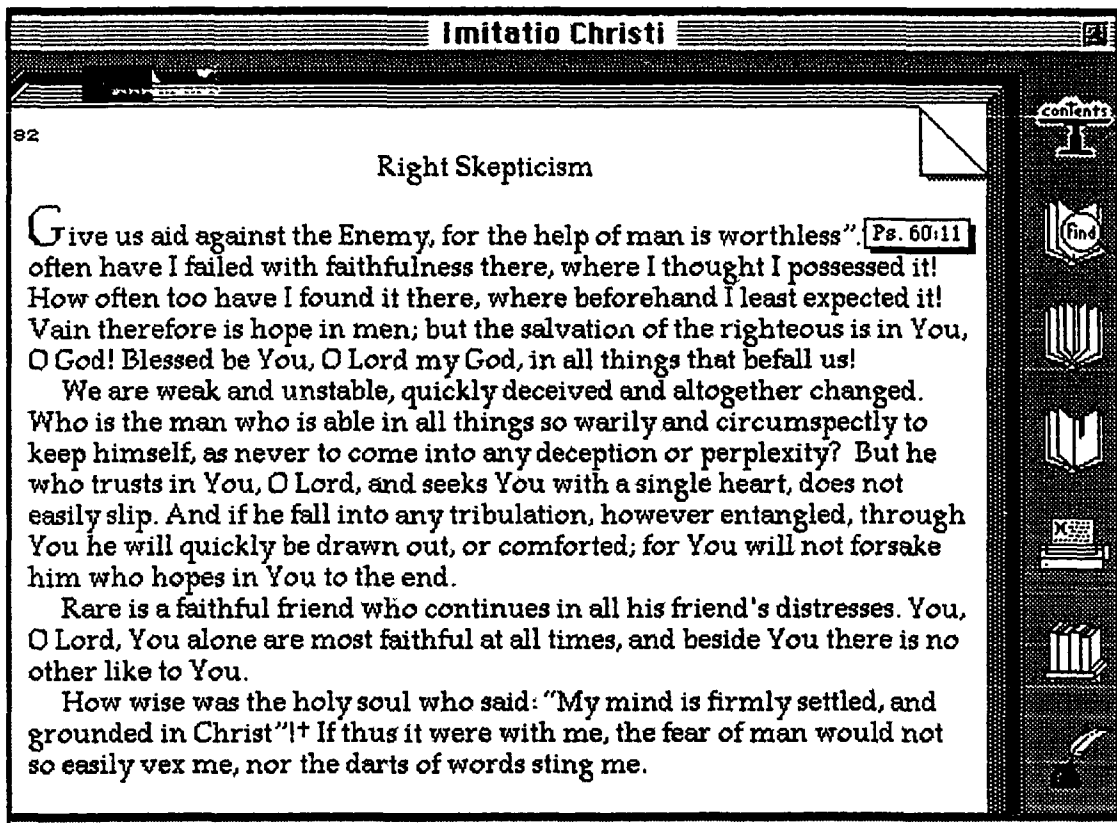 Imitatio Christi
contents
82
Right Skepticism
Find
Give us aid against the Enemy, for the help of man is worthless”. Ps. 60:11
often have I failed with faithfulness there, where I thought I possessed it!
How often too have I found it there, where beforehand I least expected it!
Vain therefore is hope in men; but the salvation of the righteous is in You,
O God! Blessed be You, O Lord my God, in all things that befall us!
We are weak and unstable, quickly deceived and altogether changed.
Who is the man who is able in all things so warily and circumspectly to
keep himself, as never to come into any deception or perplexity? But he
who trusts in You, O Lord, and seeks You with a single heart, does not
easily slip. And if he fall into any tribulation, however entangled, through
You he will quickly be drawn out, or comforted; for You will not forsake
him who hopes in You to the end.
Rare is a faithful friend who continues in all his friend's distresses. You,
O Lord, You alone are most faithful at all times, and beside You there is no
other like to You.
How wise was the holy soul who said: “My mind is firmly settled, and
grounded in Christ”!† If thus it were with me, the fear of man would not
so easily vex me, nor the darts of words sting me.